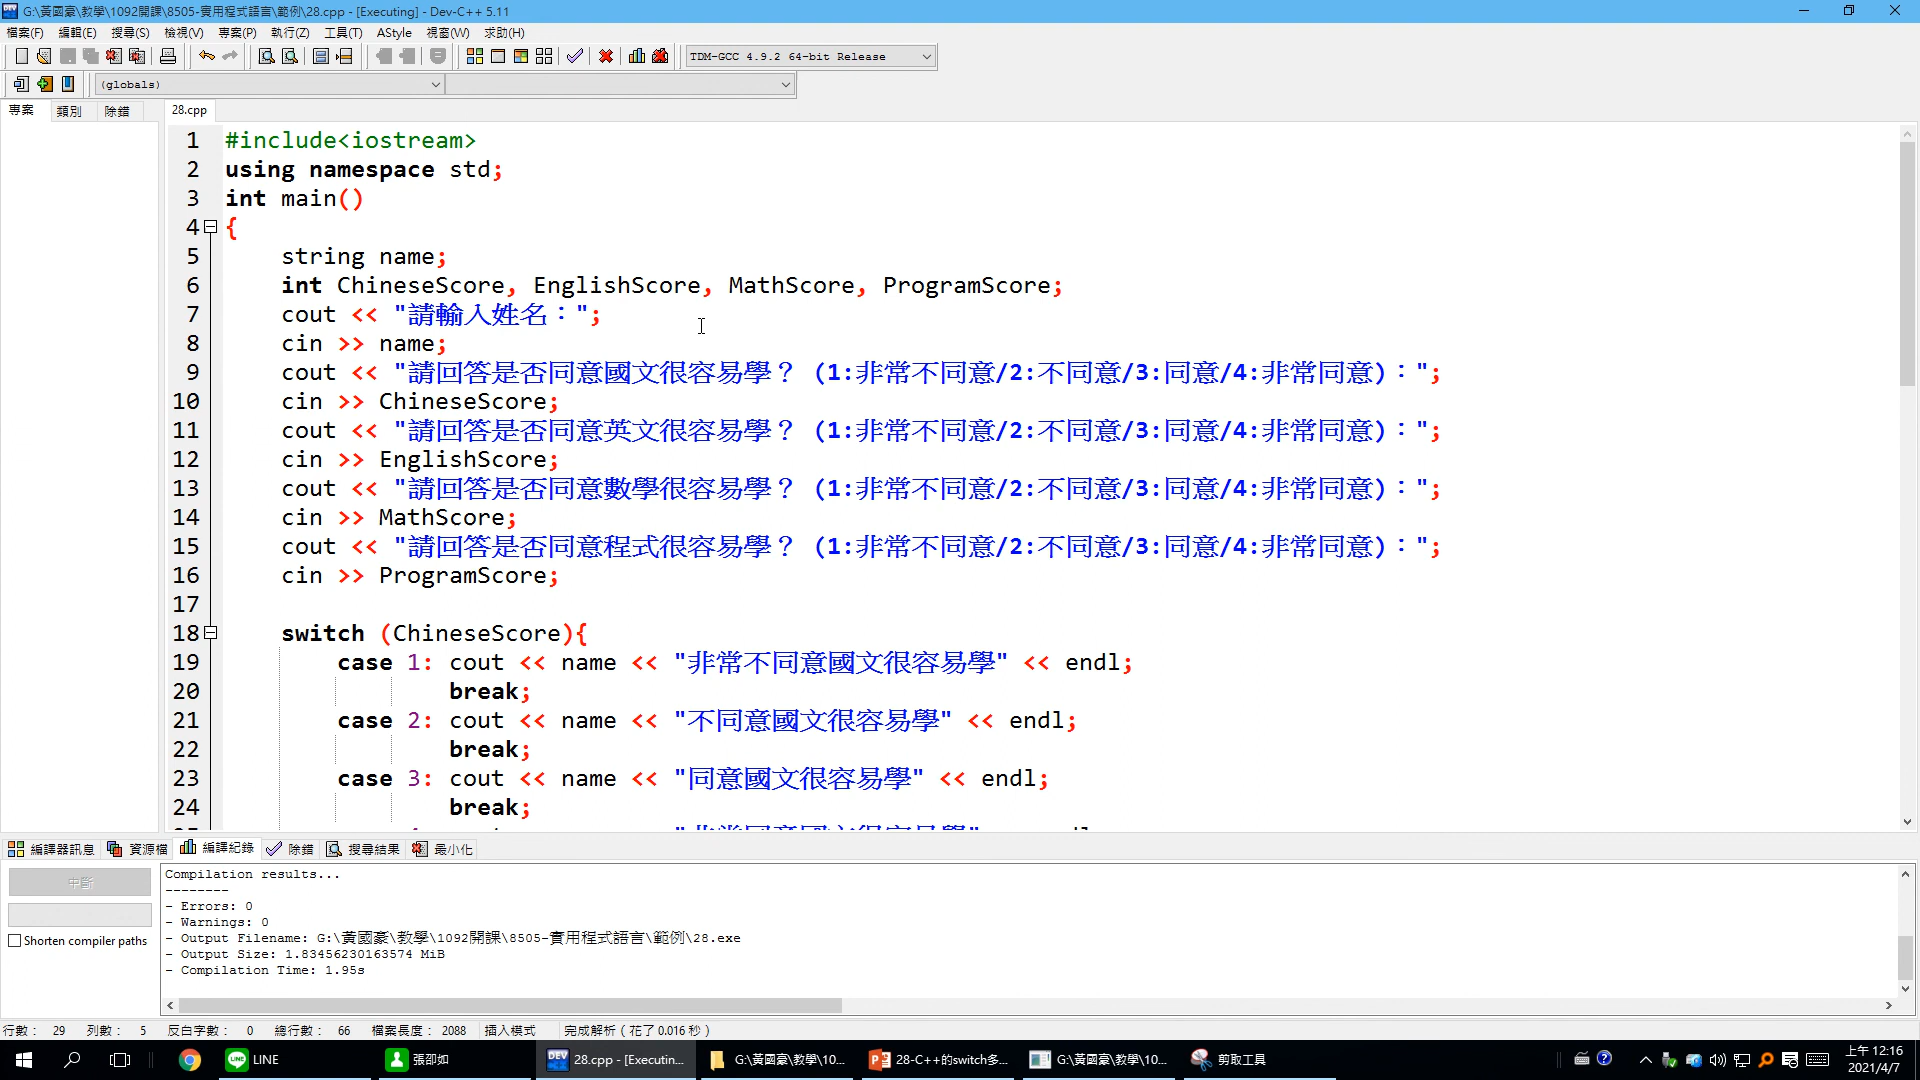 G:\黃國豪\教學\1092開課\8505-實用程式語言\範例\28.cpp - [Executing] - Dev-C++ 5.11
檔案(F) 編輯(E) 搜尋(S) 檢視(V) 專案(P) 執行(Z) 工具(T) AStyle 視窗(W) 求助(H)
TDM-GCC 4.9.2 64-bit Release
(globals)
專案 類別 除錯 28.cpp
1 #include<iostream>
2 using namespace std;
3 int main()
4 {
5 string name;
6 int ChineseScore, EnglishScore, MathScore, ProgramScore;
7 cout << "請輸入姓名：";
8 cin >> name;
9 cout << "請回答是否同意國文很容易學？ (1:非常不同意/2:不同意/3:同意/4:非常同意)：";
10 cin >> ChineseScore;
11 cout << "請回答是否同意英文很容易學？ (1:非常不同意/2:不同意/3:同意/4:非常同意)：";
12 cin >> EnglishScore;
13 cout << "請回答是否同意數學很容易學？ (1:非常不同意/2:不同意/3:同意/4:非常同意)：";
14 cin >> MathScore;
15 cout << "請回答是否同意程式很容易學？ (1:非常不同意/2:不同意/3:同意/4:非常同意)：";
16 cin >> ProgramScore;
17
18 switch (ChineseScore){
19 case 1: cout << name << "非常不同意國文很容易學" << endl;
20 break;
21 case 2: cout << name << "不同意國文很容易學" << endl;
22 break;
23 case 3: cout << name << "同意國文很容易學" << endl;
24 break;
編譯器訊息 資源檔 編譯紀錄 除錯 搜尋結果 最小化
中斷
Shorten compiler paths
Compilation results...
--------
- Errors: 0
- Warnings: 0
- Output Filename: G:\黃國豪\教學\1092開課\8505-實用程式語言\範例\28.exe
- Output Size: 1.83456230163574 MiB
- Compilation Time: 1.95s
行數： 29 列數： 5 反白字數： 0 總行數： 66 檔案長度： 2088 插入模式 完成解析 ( 花了 0.016 秒 )
LINE 張邵如 28.cpp - [Executin... G:\黃國豪\教學\10... 28-C++的switch多... G:\黃國豪\教學\10... 剪取工具
上午 12:16
2021/4/7